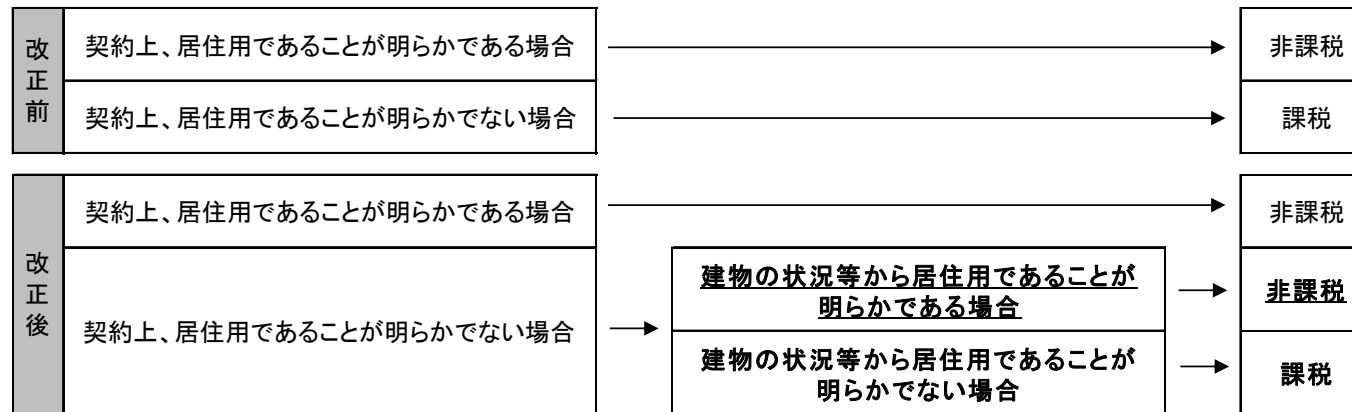 改正前
契約上、居住用であることが明らかである場合
非課税
契約上、居住用であることが明らかでない場合
課税
改正後
契約上、居住用であることが明らかである場合
非課税
契約上、居住用であることが明らかでない場合
建物の状況等から居住用であることが
明らかである場合
非課税
建物の状況等から居住用であることが
明らかでない場合
課税